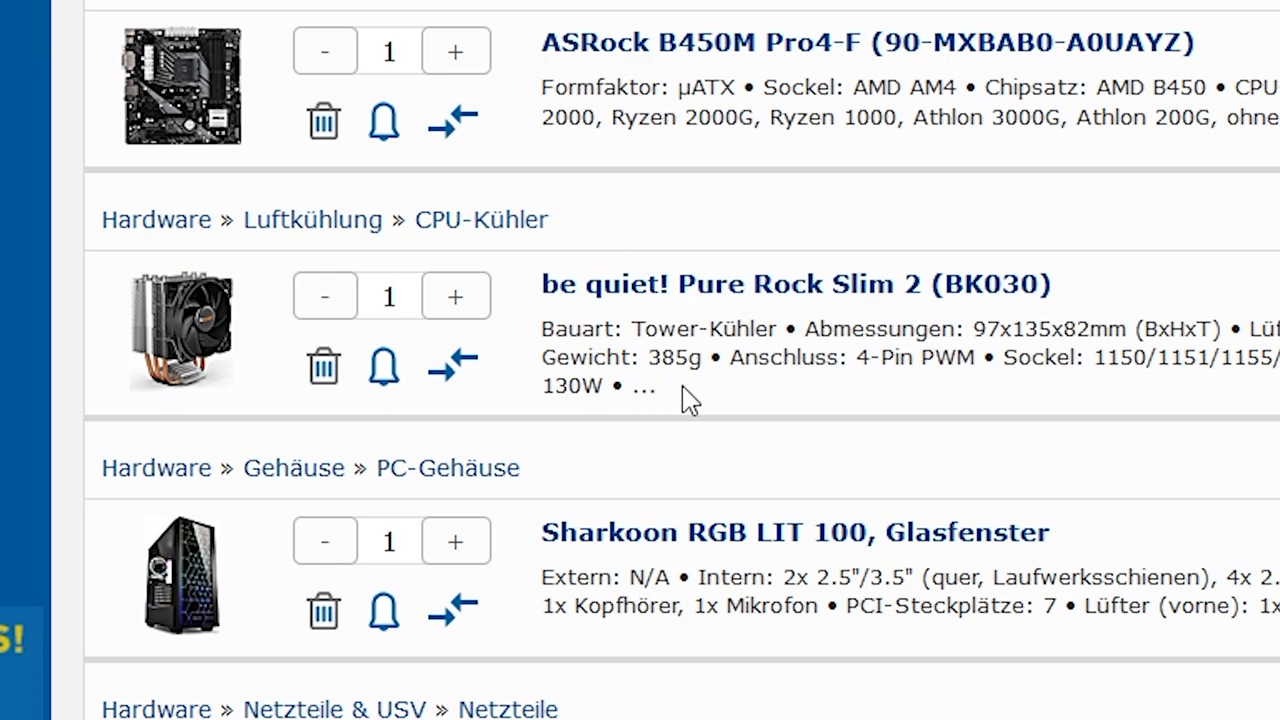 - 1 +
ASRock B450M Pro4-F (90-MXBAB0-A0UAYZ)
Formfaktor: µATX • Sockel: AMD AM4 • Chipsatz: AMD B450 • CPU-
2000, Ryzen 2000G, Ryzen 1000, Athlon 3000G, Athlon 200G, ohne
Hardware » Luftkühlung » CPU-Kühler
- 1 +
be quiet! Pure Rock Slim 2 (BK030)
Bauart: Tower-Kühler • Abmessungen: 97x135x82mm (BxHxT) •
Gewicht: 385g • Anschluss: 4-Pin PWM • Sockel: 1150/1151/1155/
130W • ...
Hardware » Gehäuse » PC-Gehäuse
- 1 +
Sharkoon RGB LIT 100, Glasfenster
Extern: N/A • Intern: 2x 2.5"/3.5" (quer, Laufwerksschienen), 4x 2.
1x Kopfhörer, 1x Mikrofon • PCI-Steckplätze: 7 • Lüfter (vorne): 1x
S!
Hardware » Netzteile & USV » Netzteile